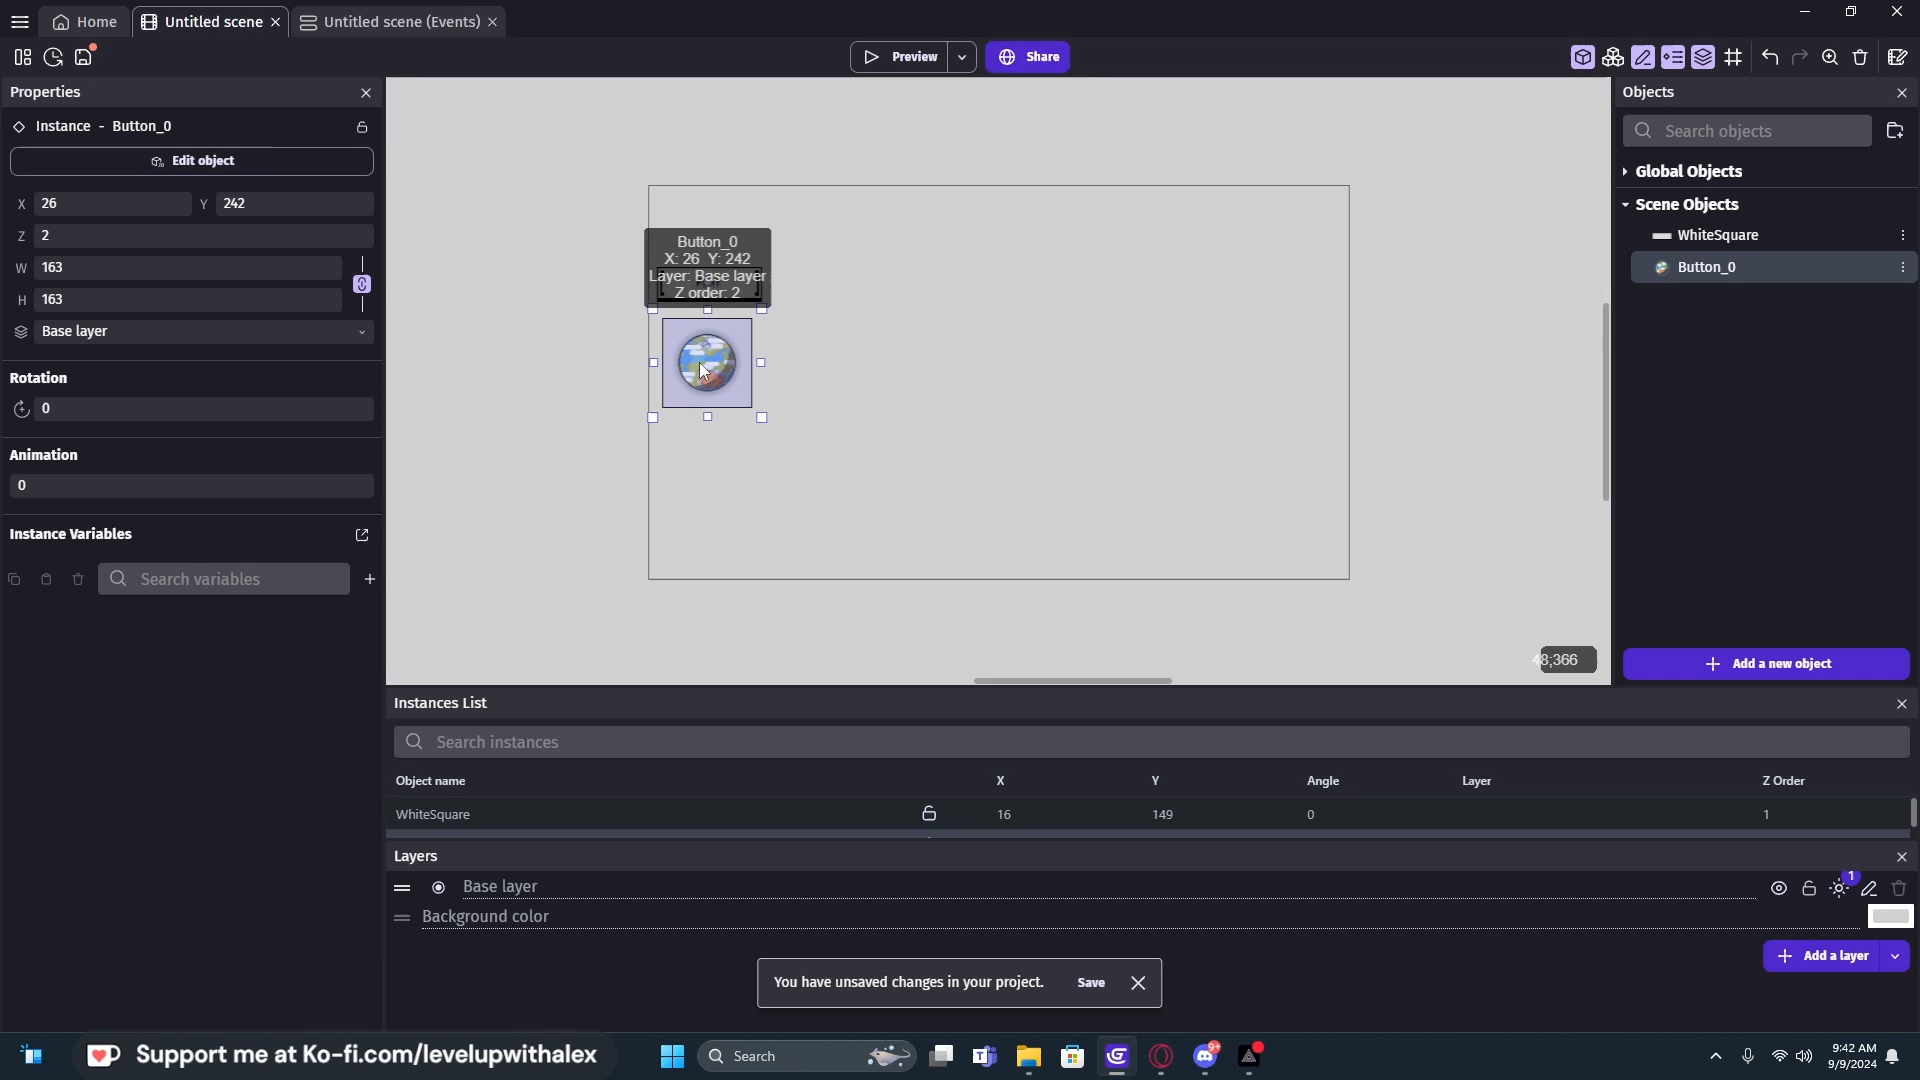 Home
Untitled scene
Untitled scene (Events)
Preview
Share
Properties
Instance - Button_0
Edit object
X 26 Y 242
Z 2
W 163
H 163
Base layer
Rotation
0
Animation
0
Instance Variables
Search variables
Button_0
X: 26 Y: 242
Layer: Base layer
Z order: 2
48;366
Objects
Search objects
Global Objects
Scene Objects
WhiteSquare
Button_0
Add a new object
Instances List
Search instances
Object name X Y Angle Layer Z Order
WhiteSquare 16 149 0 1
Layers
Base layer
1
Background color
Add a layer
You have unsaved changes in your project. Save
Support me at Ko-fi.com/levelupwithalex
Search
9+
9:42 AM
9/9/2024